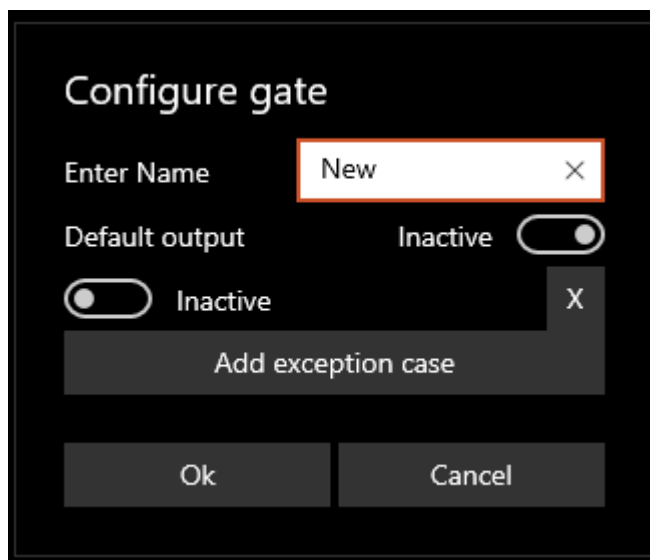 Configure gate
Enter Name New
Default output Inactive
Inactive X
Add exception case
Ok Cancel